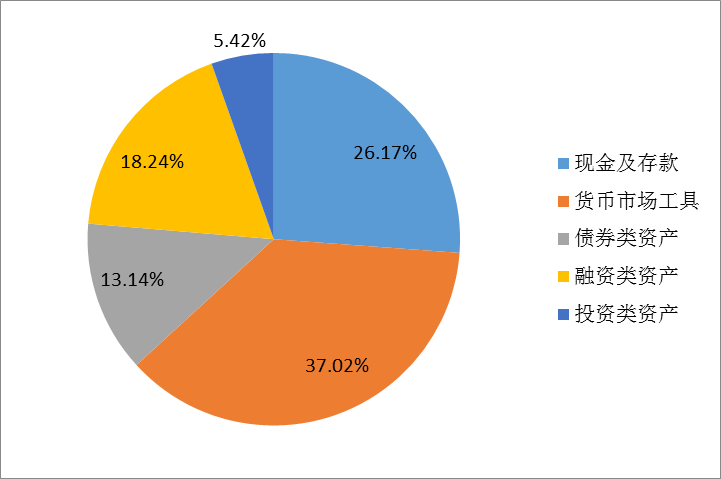 5.42%
26.17%
18.24%
13.14%
37.02%
现金及存款
货币市场工具
债券类资产
融资类资产
投资类资产